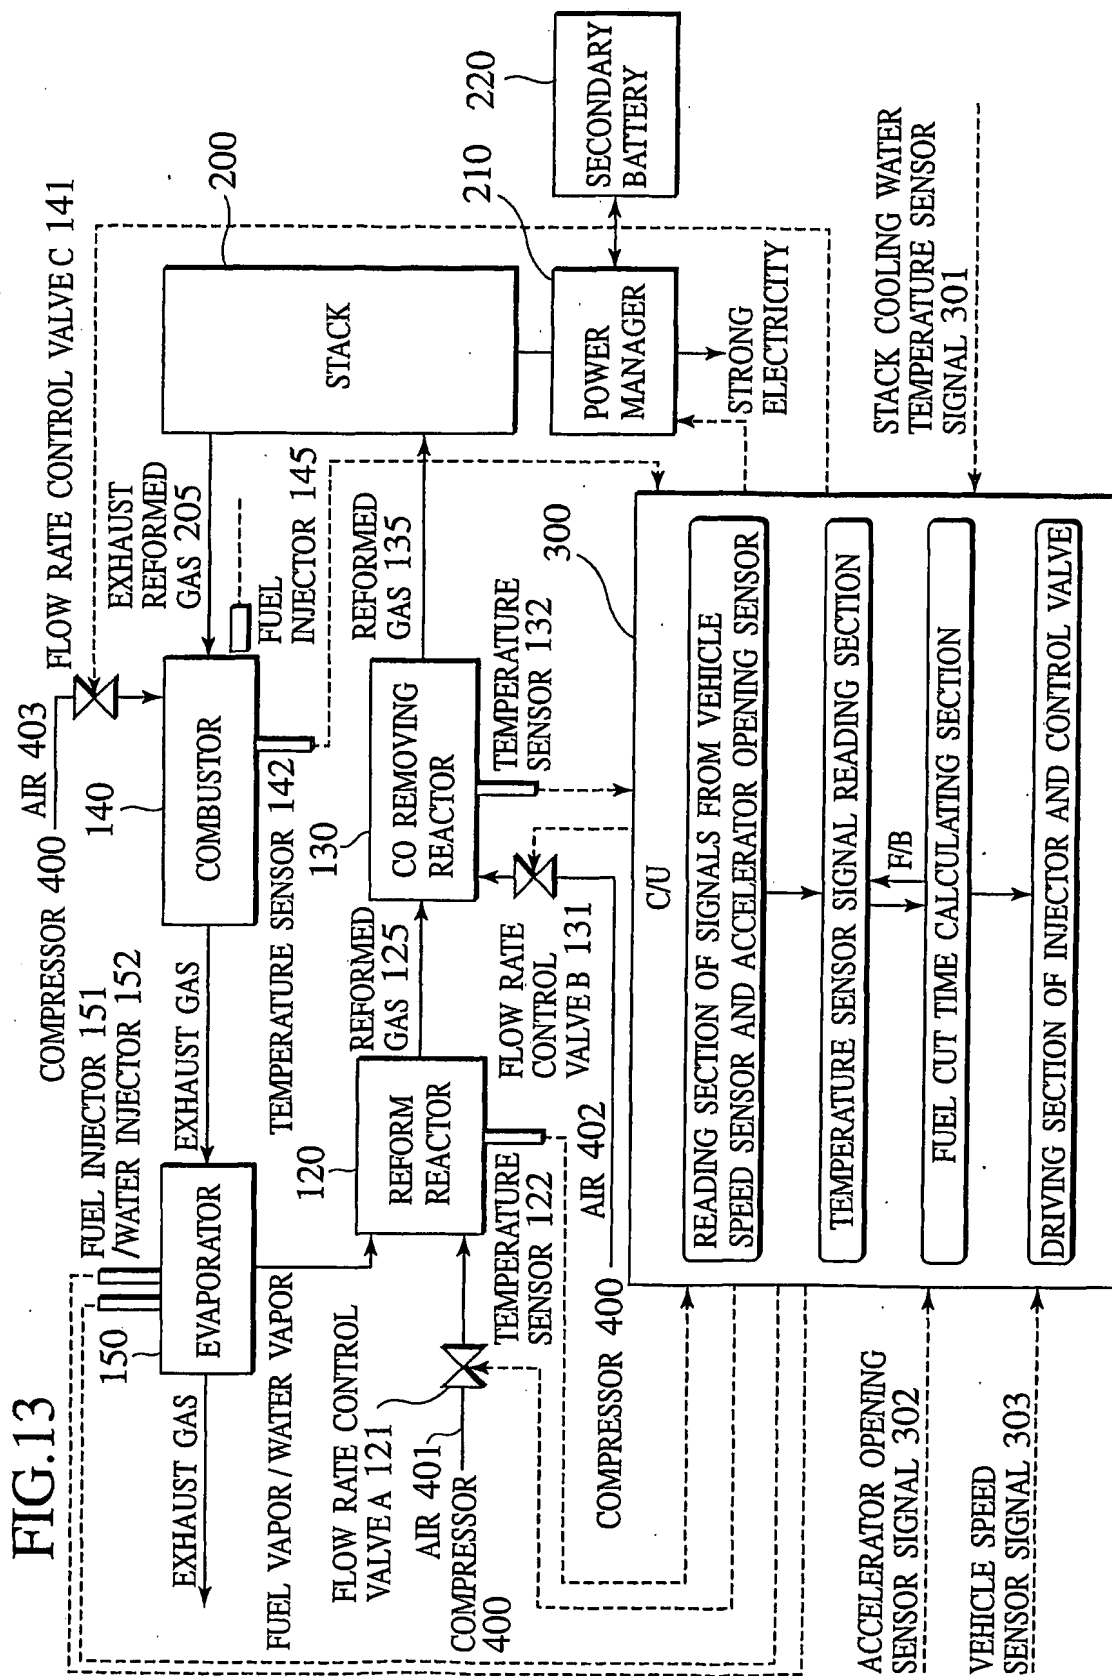 FIG.13
FUEL INJECTOR 151
/WATER INJECTOR 152
COMPRESSOR 400
AIR 403
FLOW RATE CONTROL VALVE C 141
150
EVAPORATOR
EXHAUST GAS
EXHAUST GAS
140
COMBUSTOR
TEMPERATURE SENSOR 142
EXHAUST
REFORMED
GAS 205
FUEL
INJECTOR 145
200
STACK
FUEL VAPOR/WATER VAPOR
120
REFORM
REACTOR
REFORMED
GAS 125
130
CO REMOVING
REACTOR
REFORMED
GAS 135
210
POWER
MANAGER
220
SECONDARY
BATTERY
STRONG
ELECTRICITY
FLOW RATE CONTROL
VALVE A 121
AIR 401
COMPRESSOR
400
TEMPERATURE
SENSOR 122
FLOW RATE
CONTROL
VALVE B 131
TEMPERATURE
SENSOR 132
COMPRESSOR 400
AIR 402
300
C/U
READING SECTION OF SIGNALS FROM VEHICLE
SPEED SENSOR AND ACCELERATOR OPENING SENSOR
TEMPERATURE SENSOR SIGNAL READING SECTION
F/B
FUEL CUT TIME CALCULATING SECTION
DRIVING SECTION OF INJECTOR AND CONTROL VALVE
STACK COOLING WATER
TEMPERATURE SENSOR
SIGNAL 301
ACCELERATOR OPENING
SENSOR SIGNAL 302
VEHICLE SPEED
SENSOR SIGNAL 303